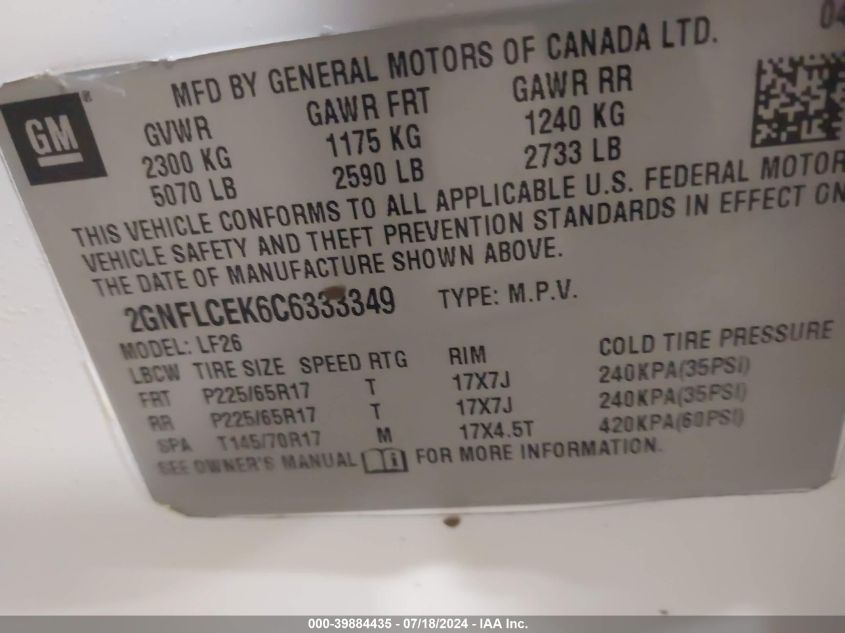 04
MFD BY GENERAL MOTORS OF CANADA LTD.
GM®
GVWR GAWR FRT GAWR RR
2300 KG 1175 KG 1240 KG
5070 LB 2590 LB 2733 LB
THIS VEHICLE CONFORMS TO ALL APPLICABLE U.S. FEDERAL MOTOR
VEHICLE SAFETY AND THEFT PREVENTION STANDARDS IN EFFECT ON
THE DATE OF MANUFACTURE SHOWN ABOVE.
2GNFLCEK6C6333349 TYPE: M.P.V.
MODEL: LF26
LBCW TIRE SIZE SPEED RTG RIM COLD TIRE PRESSURE
FRT P225/65R17 T 17X7J 240KPA(35PSI)
RR P225/65R17 T 17X7J 240KPA(35PSI)
SPA T145/70R17 M 17X4.5T 420KPA(60PSI)
SEE OWNER'S MANUAL i FOR MORE INFORMATION.
000-39884435 - 07/18/2024 - IAA Inc.